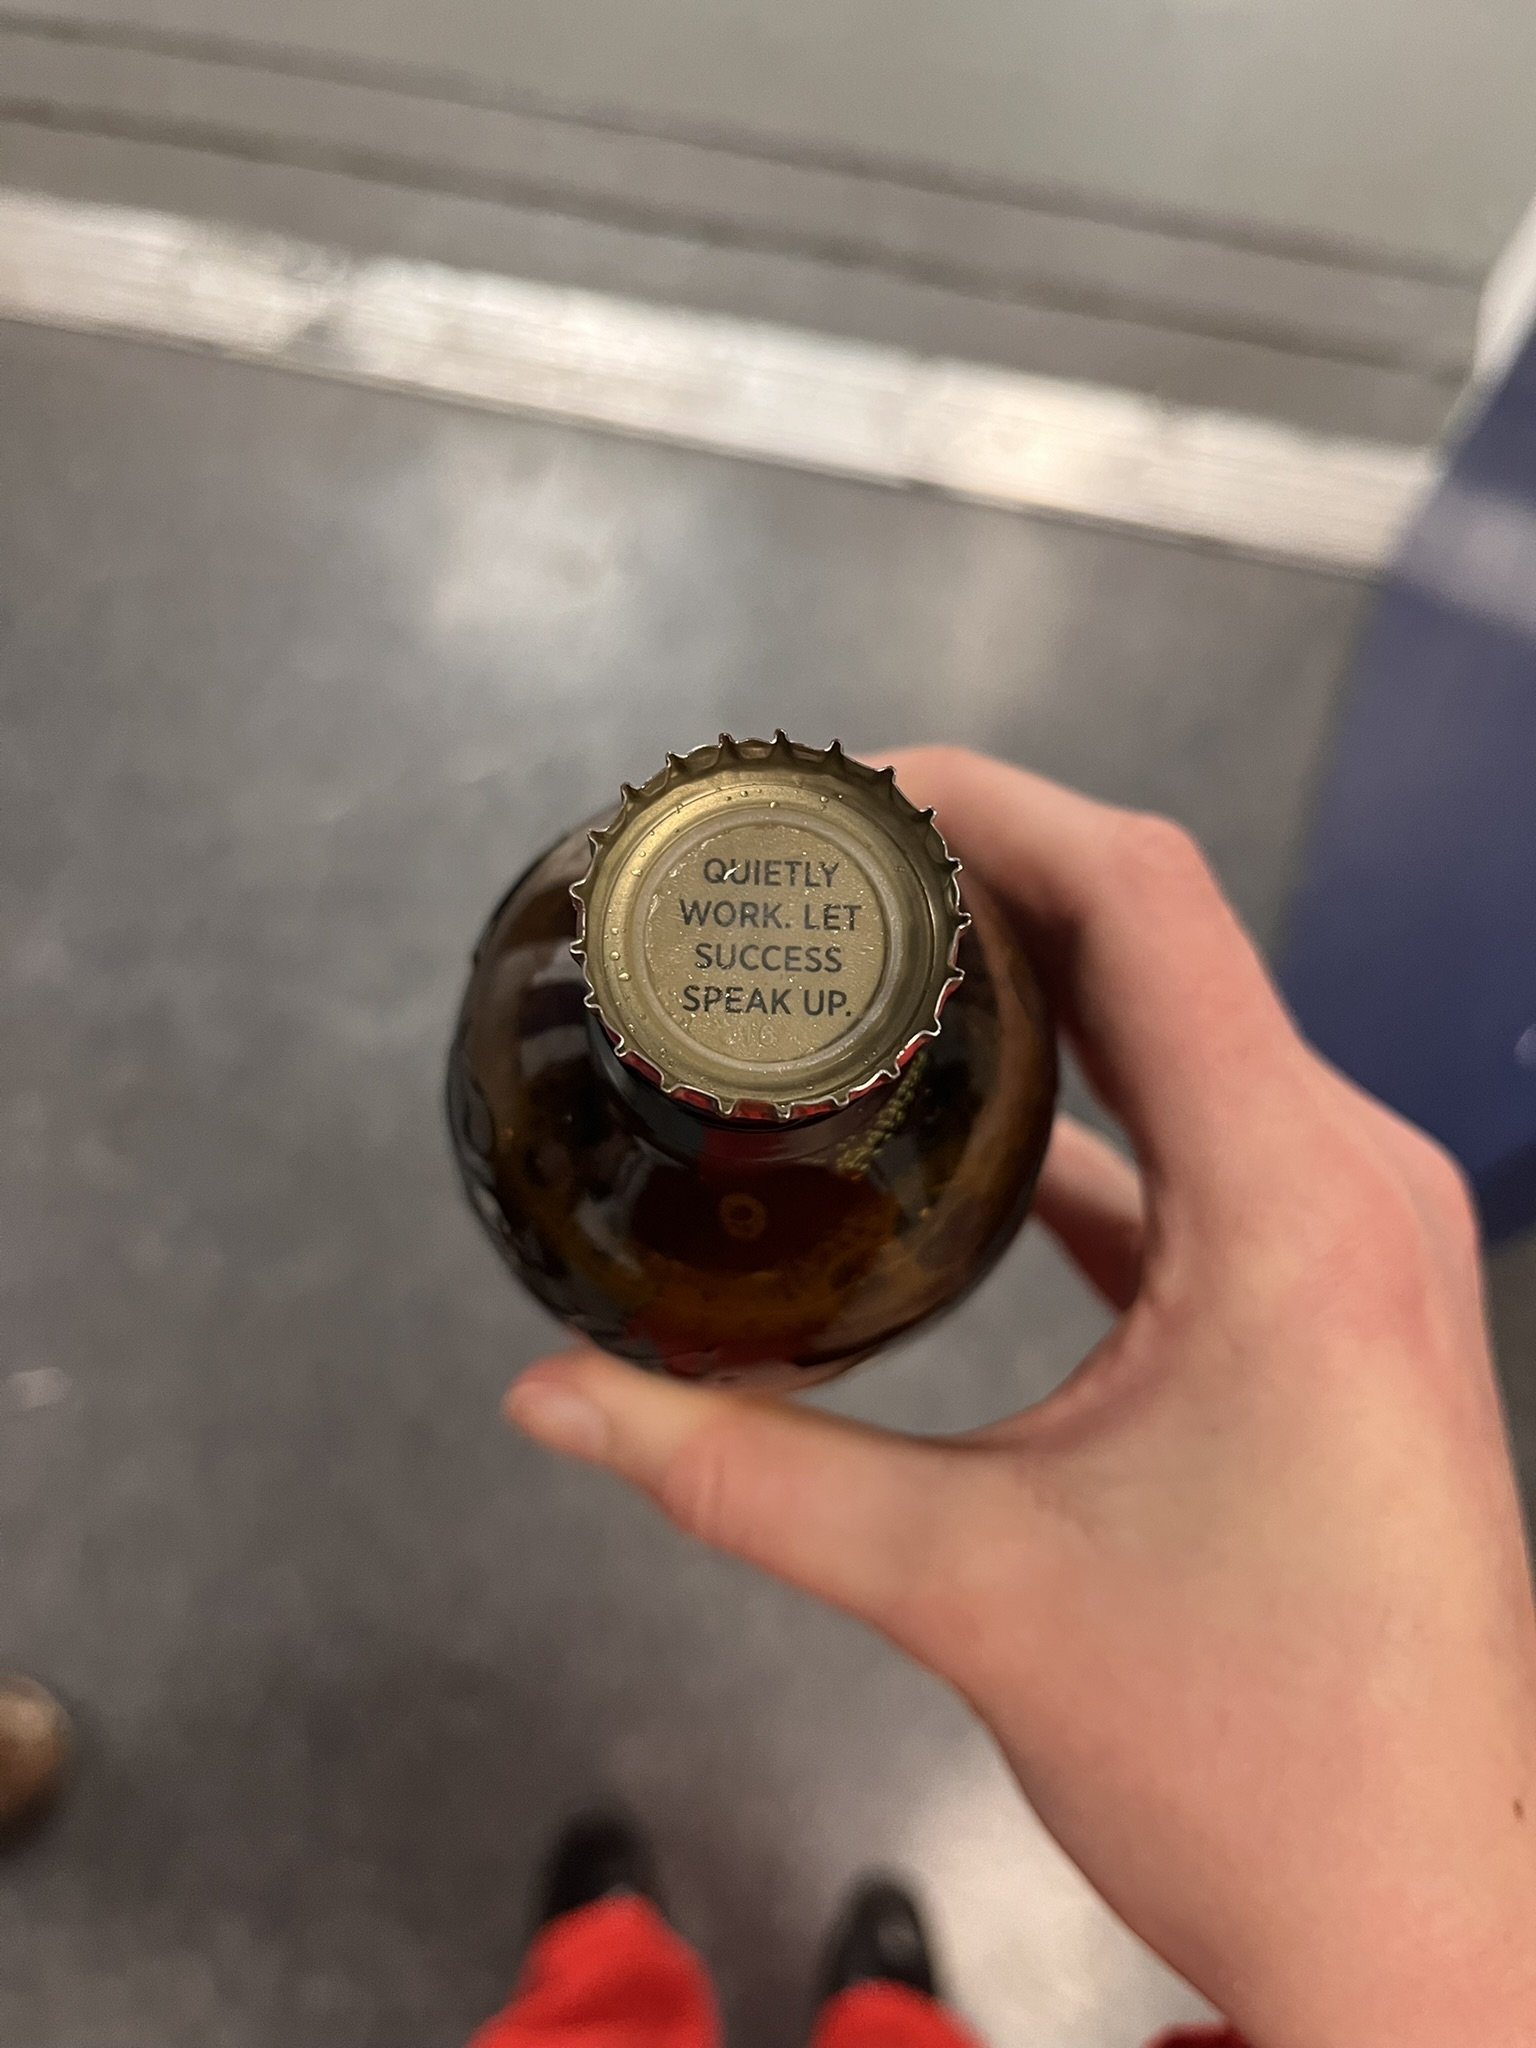 QUIETLY
WORK. LET
SUCCESS
SPEAK UP.